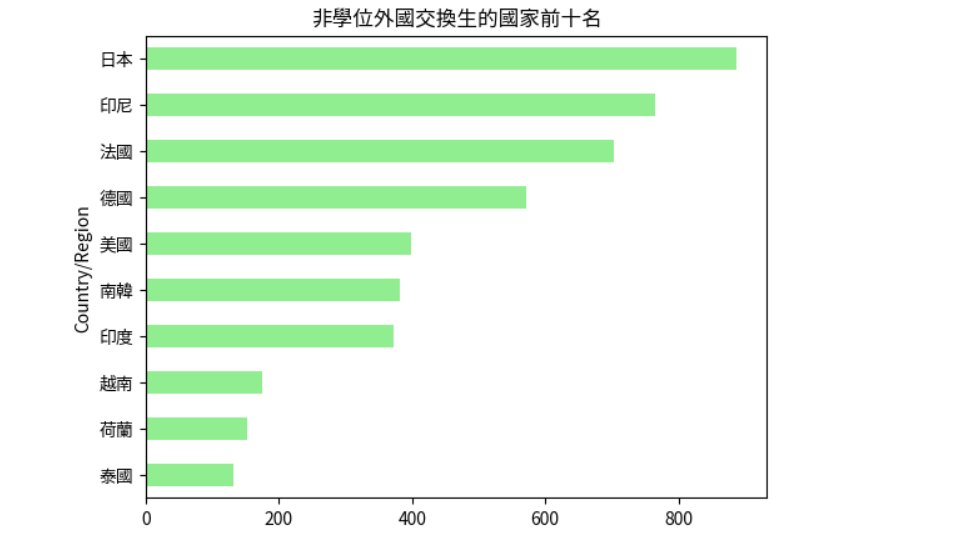 非學位外國交換生的國家前十名
Country/Region
日本
印尼
法國
德國
美國
南韓
印度
越南
荷蘭
泰國
0 200 400 600 800